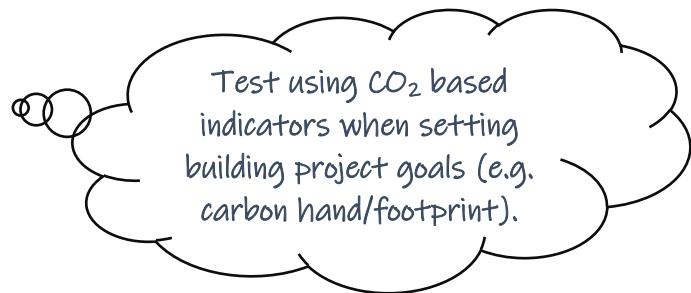 Test using CO₂ based
indicators when setting
building project goals (e.g.
carbon hand/footprint).